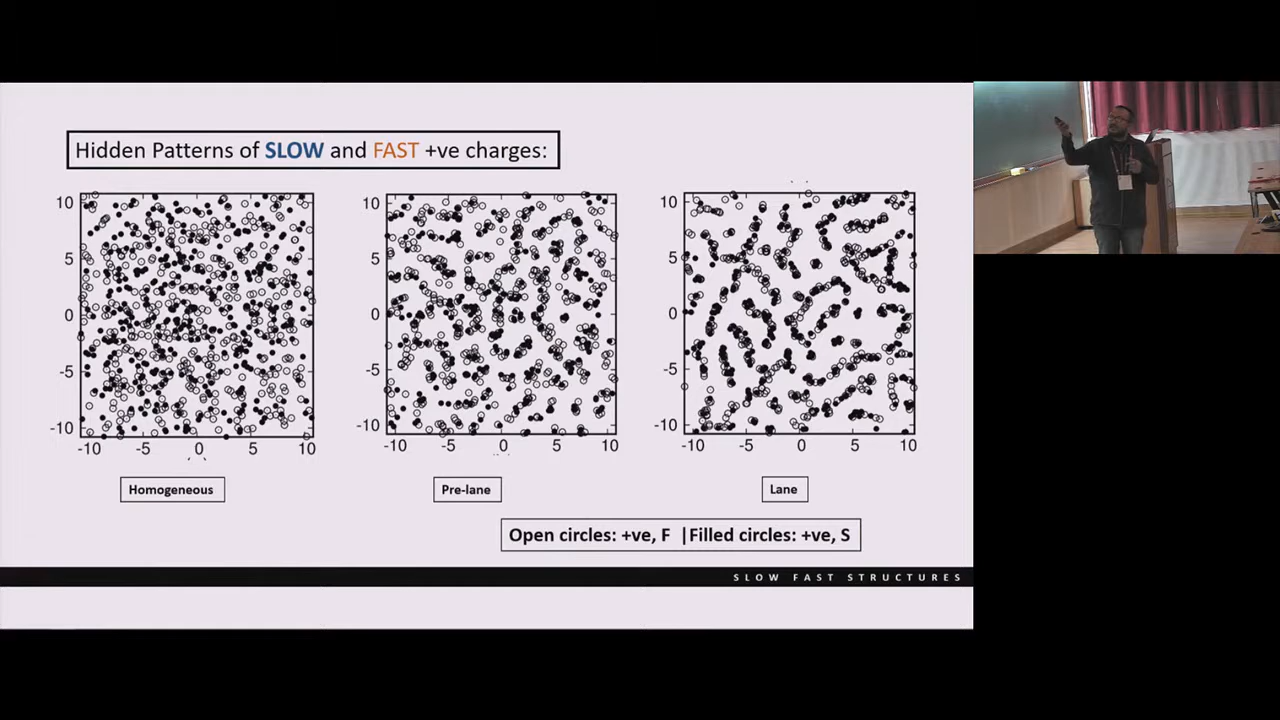 Hidden Patterns of SLOW and FAST +ve charges:
10
5
0
-5
-10
-10 -5 0 5 10
10
5
0
-5
-10
-10 -5 0 5 10
10
5
0
-5
-10
-10 -5 0 5 10
Homogeneous
Pre-lane
Lane
Open circles: +ve, F |Filled circles: +ve, S
SLOW FAST STRUCTURES